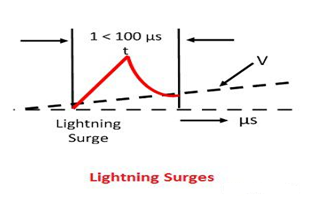 1 < 100 µs
t
V
Lightning
Surge
µs
Lightning Surges